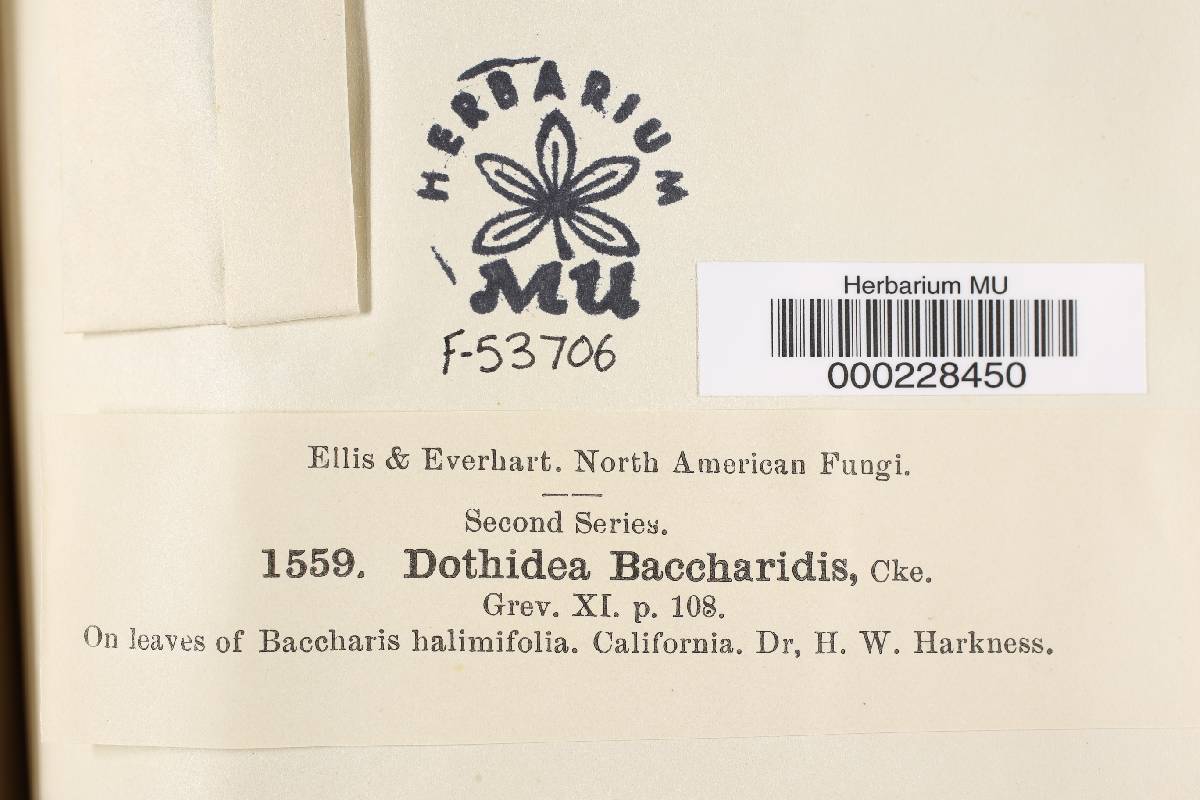 HERBARIUM
MU
F-53706
Herbarium MU
000228450
Ellis & Everhart. North American Fungi.
Second Series.
1559. Dothidea Baccharidis, Cke.
Grev. XI. p. 108.
On leaves of Baccharis halimifolia. California. Dr, H. W. Harkness.